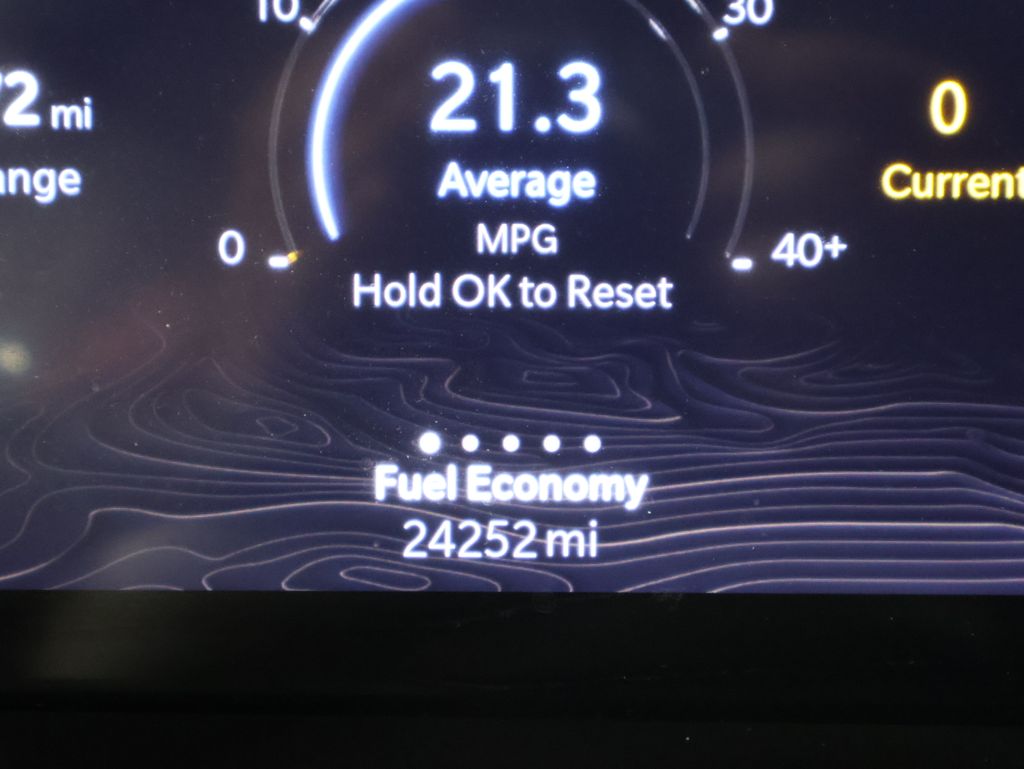 10
30
21.3
0
2 mi
Average
Current
MPG
0
40+
Hold OK to Reset
Fuel Economy
24252 mi